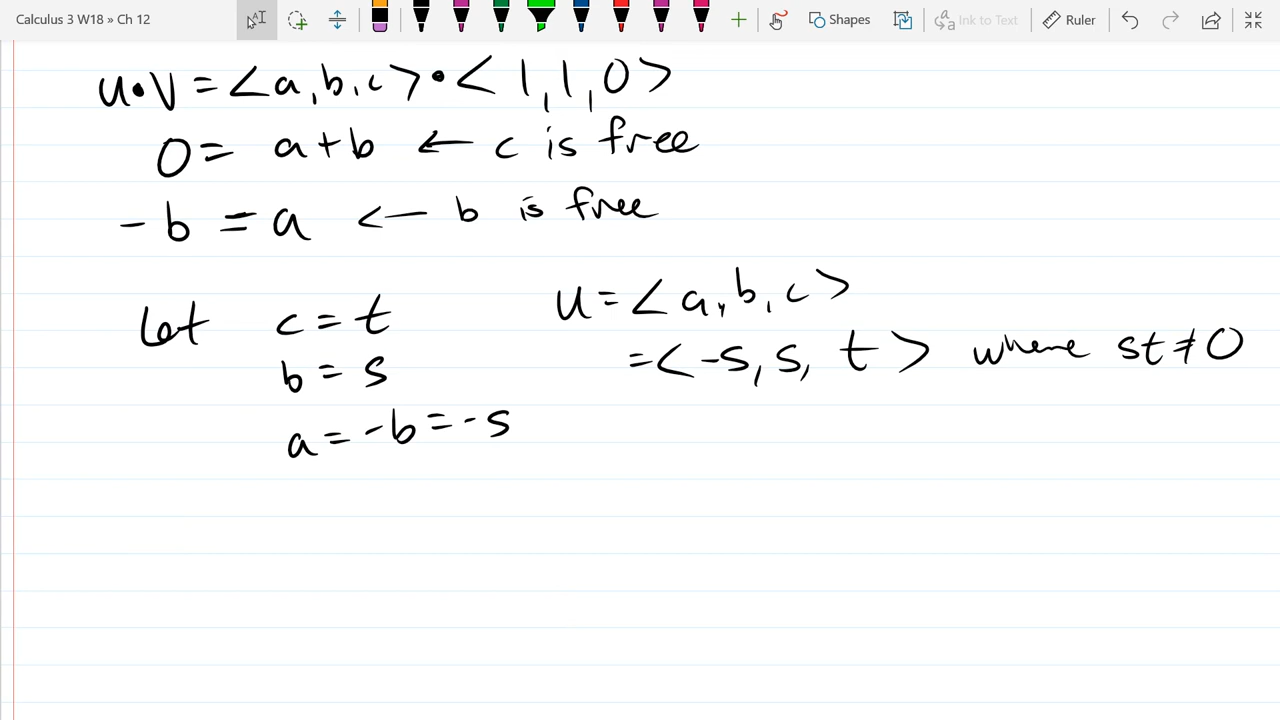 Calculus 3 W18 » Ch 12
Shapes
Link to Text
Ruler
u•v = <a, b, c> • <1, 1, 0>
0 = a + b ← c is free
-b = a ← b is free
Let c = t
b = s
a = -b = -s
u = <a, b, c>
= <-s, s, t> where st ≠ 0